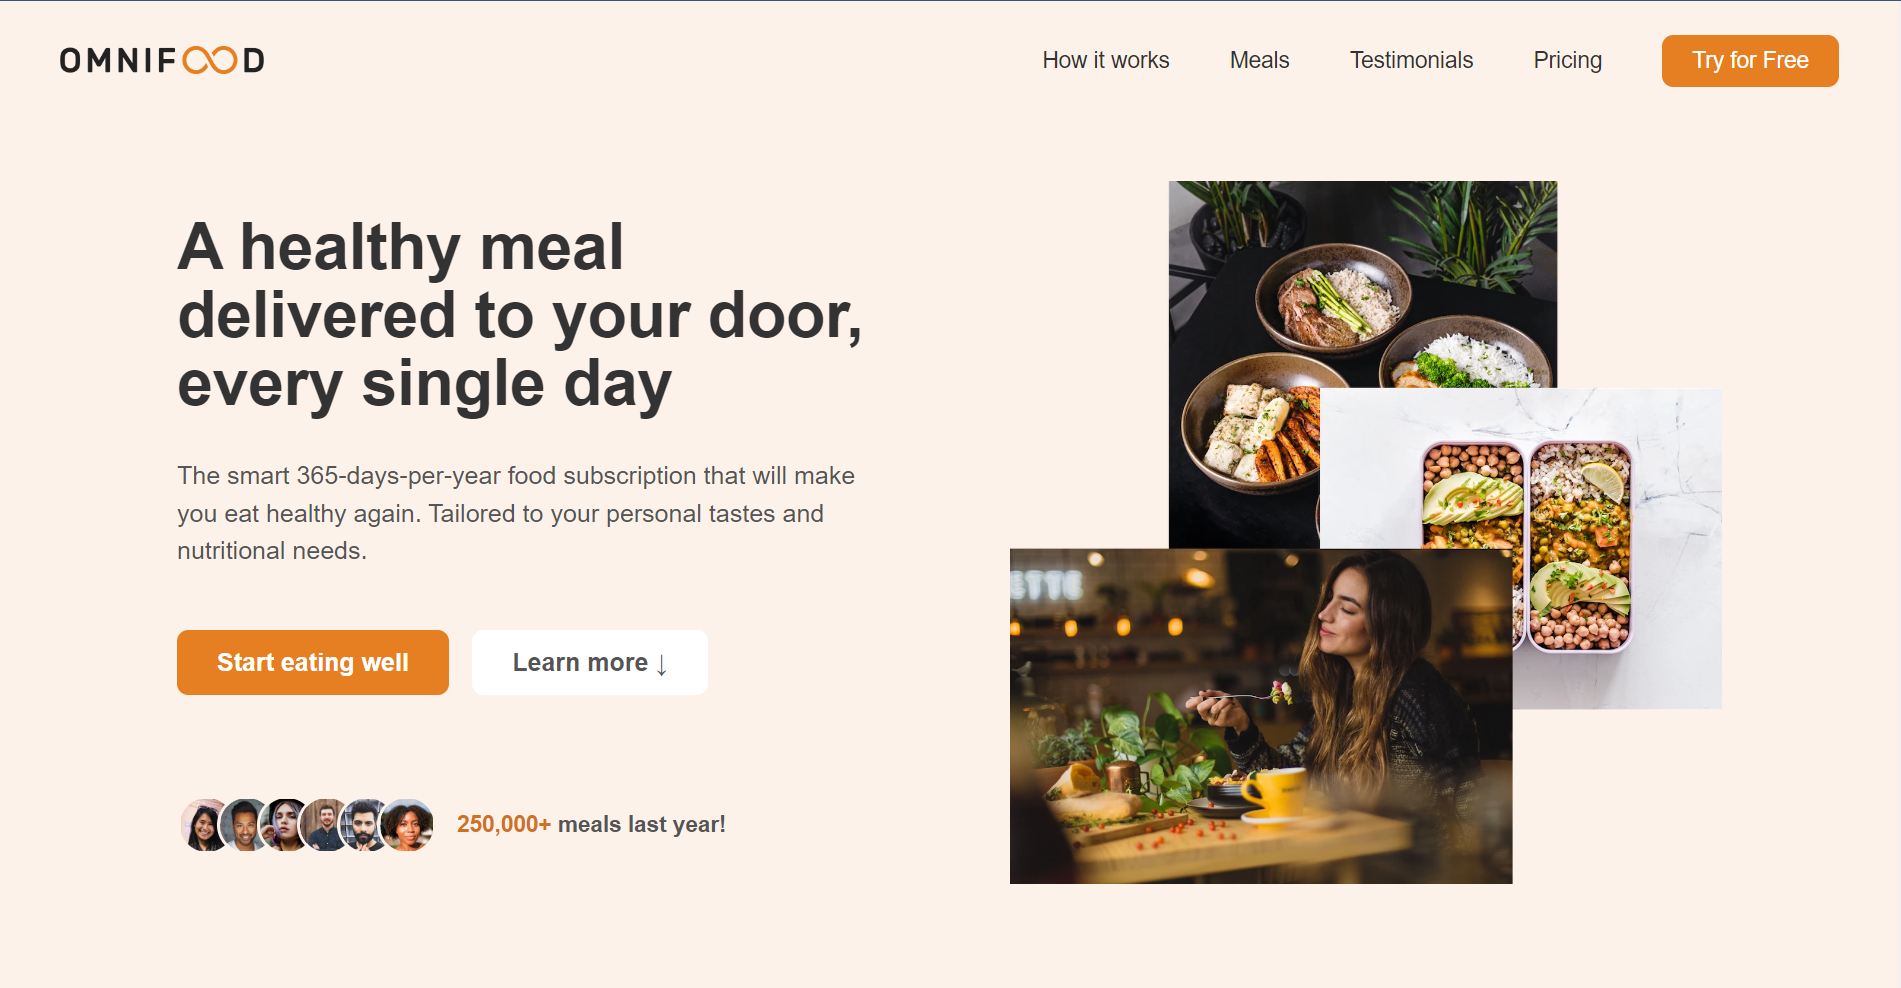 OMNIFOOD
How it works
Meals
Testimonials
Pricing
Try for Free
A healthy meal
delivered to your door,
every single day
The smart 365-days-per-year food subscription that will make
you eat healthy again. Tailored to your personal tastes and
nutritional needs.
Start eating well
Learn more ↓
250,000+ meals last year!
ETTE